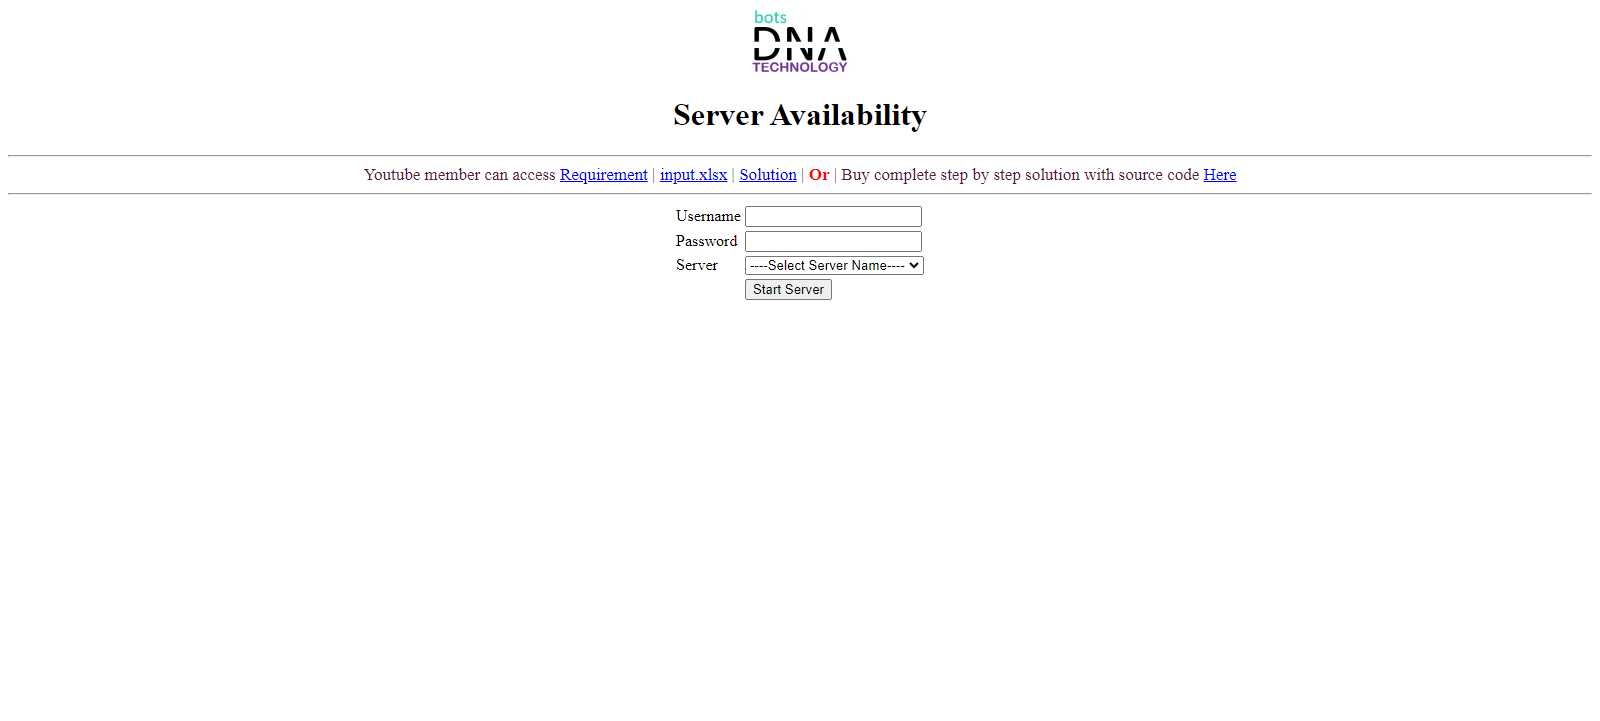 bots
DNA
TECHNOLOGY
Server Availability
Youtube member can access Requirement | input.xlsx | Solution | Or | Buy complete step by step solution with source code Here
Username
Password
Server ----Select Server Name----
Start Server